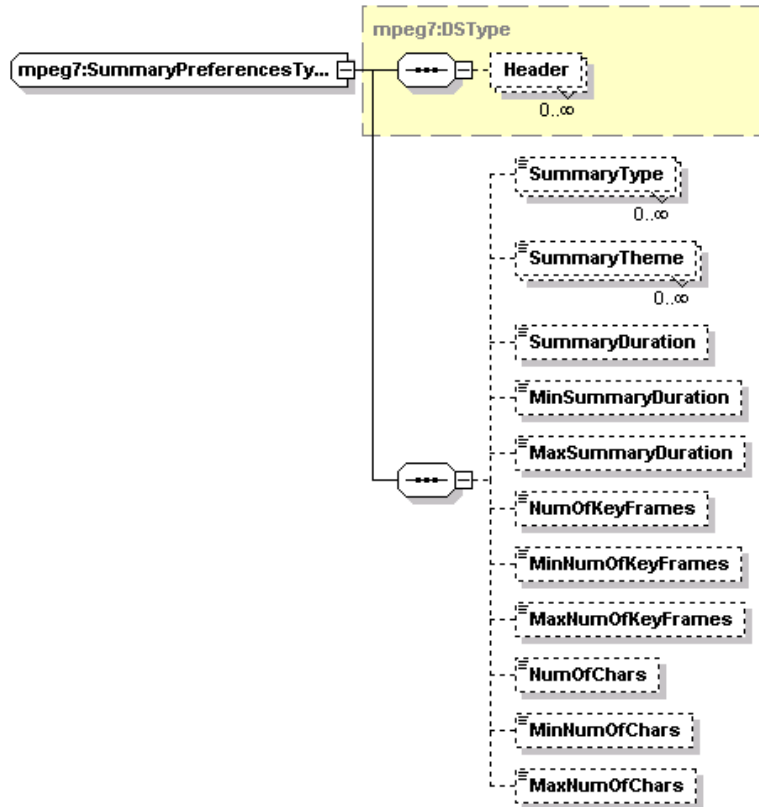 mpeg7:DSType
mpeg7:SummaryPreferencesTy...
Header
0..∞
SummaryType
0..∞
SummaryTheme
0..∞
SummaryDuration
MinSummaryDuration
MaxSummaryDuration
NumOfKeyFrames
MinNumOfKeyFrames
MaxNumOfKeyFrames
NumOfChars
MinNumOfChars
MaxNumOfChars